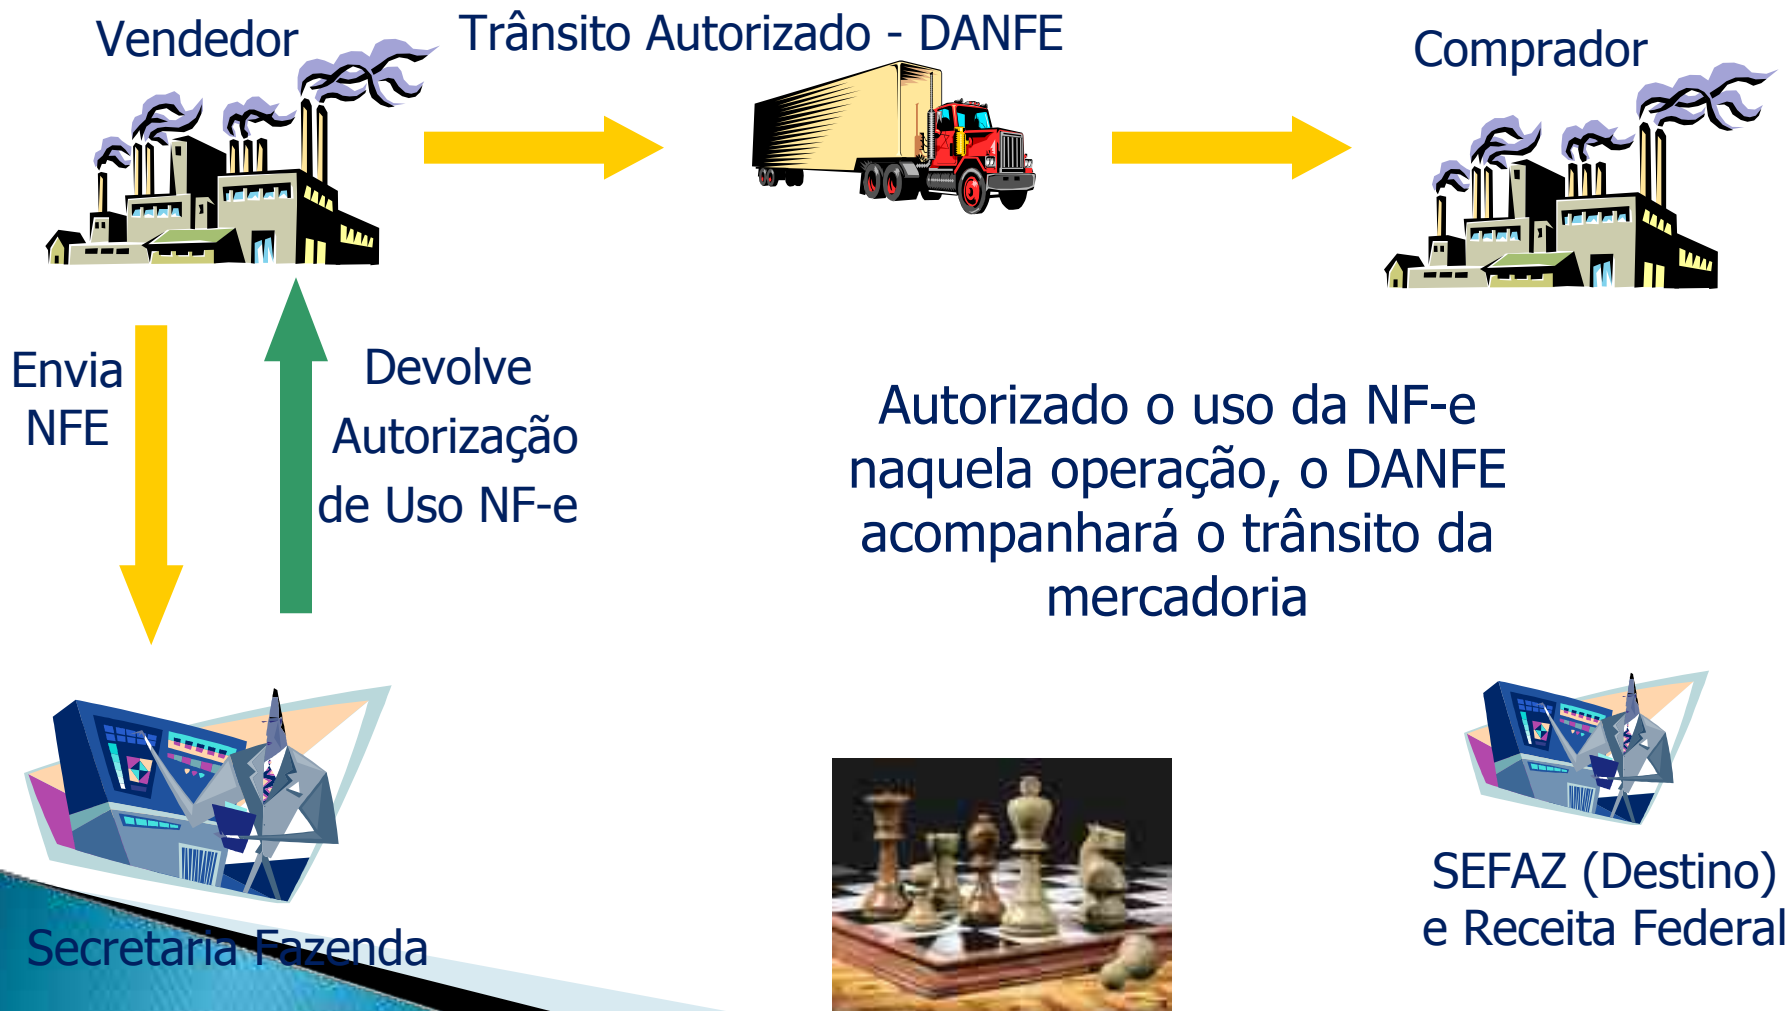 Vendedor
Trânsito Autorizado - DANFE
Comprador
Envia
NFE
Devolve
Autorização
de Uso NF-e
Autorizado o uso da NF-e
naquela operação, o DANFE
acompanhará o trânsito da
mercadoria
Secretaria Fazenda
SEFAZ (Destino)
e Receita Federal